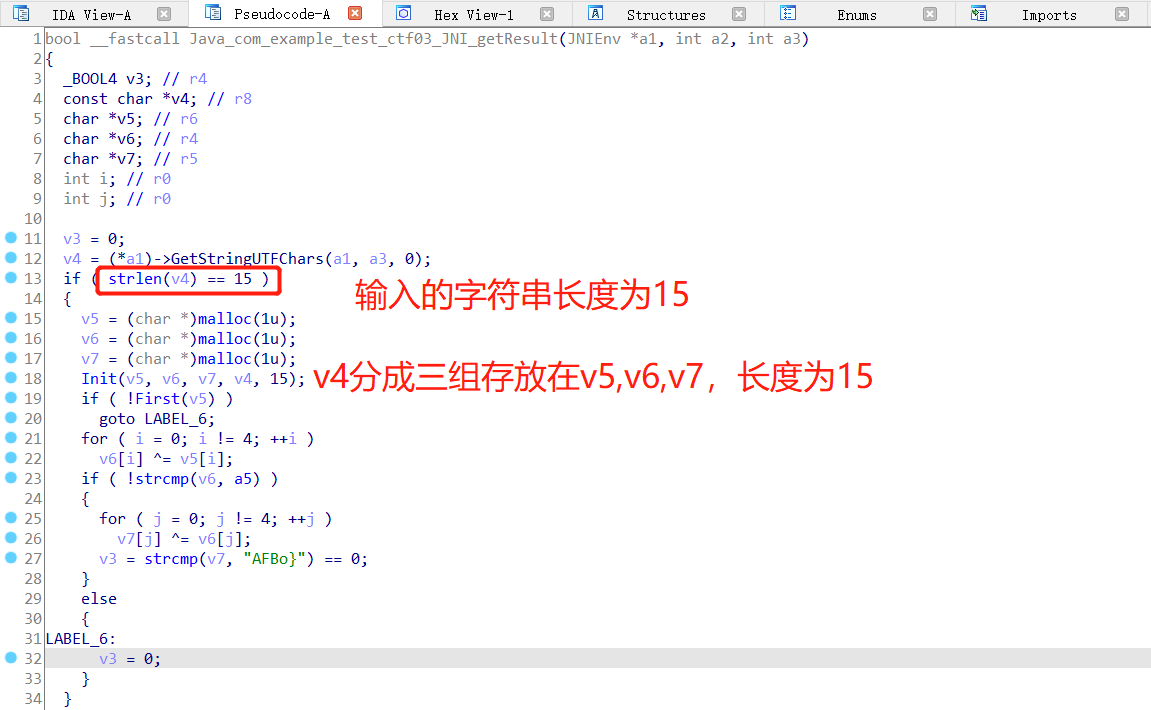 IDA View-A Pseudocode-A Hex View-1 Structures Enums Imports
1 bool __fastcall Java_com_example_test_ctf03_JNI_getResult(JNIEnv *a1, int a2, int a3)
2 {
3 _BOOL4 v3; // r4
4 const char *v4; // r8
5 char *v5; // r6
6 char *v6; // r4
7 char *v7; // r5
8 int i; // r0
9 int j; // r0
10
11 v3 = 0;
12 v4 = (*a1)->GetStringUTFChars(a1, a3, 0);
13 if ( strlen(v4) == 15 )
输入的字符串长度为15
14 {
15 v5 = (char *)malloc(1u);
16 v6 = (char *)malloc(1u);
17 v7 = (char *)malloc(1u);
18 Init(v5, v6, v7, v4, 15);
v4分成三组存放在v5,v6,v7，长度为15
19 if ( !First(v5) )
20 goto LABEL_6;
21 for ( i = 0; i != 4; ++i )
22 v6[i] ^= v5[i];
23 if ( !strcmp(v6, a5) )
24 {
25 for ( j = 0; j != 4; ++j )
26 v7[j] ^= v6[j];
27 v3 = strcmp(v7, "AFBo}") == 0;
28 }
29 else
30 {
31 LABEL_6:
32 v3 = 0;
33 }
34 }